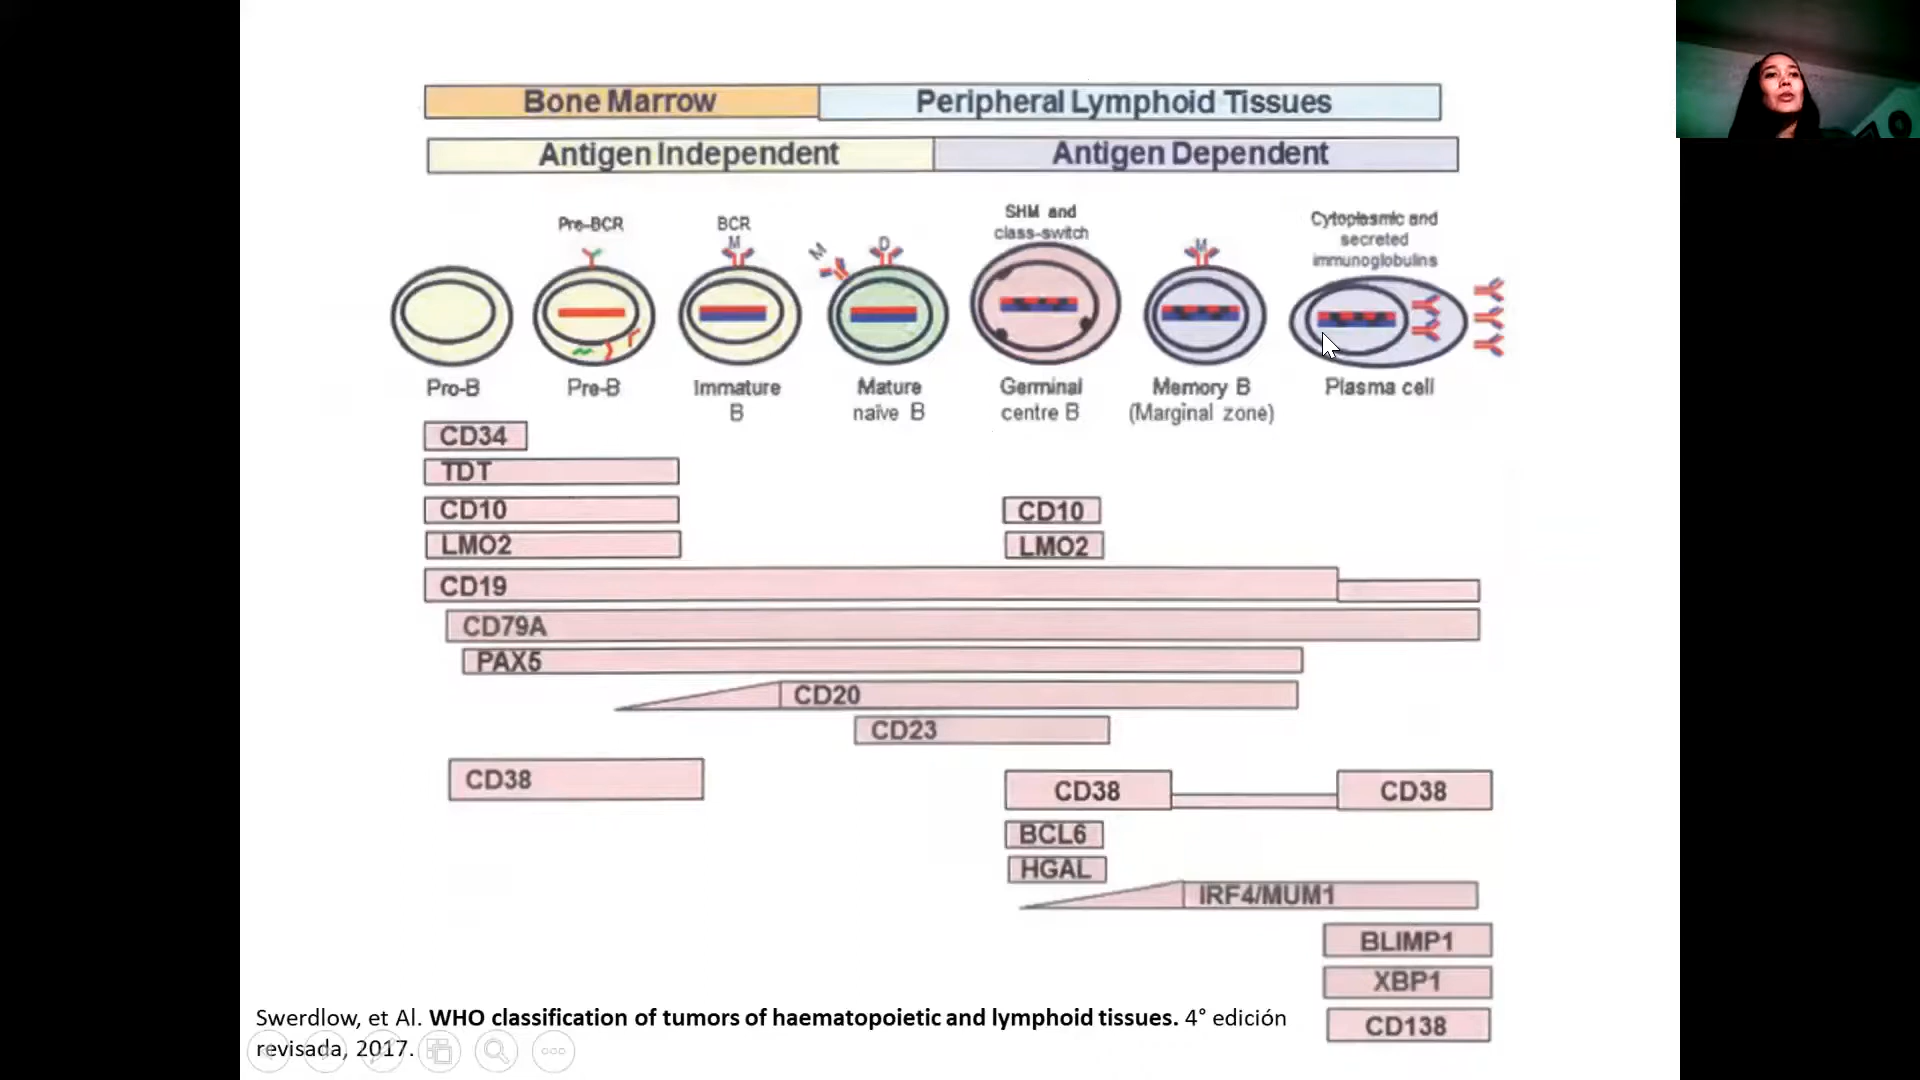 Bone Marrow
Peripheral Lymphoid Tissues
Antigen Independent
Antigen Dependent
Pre-BCR
BCR
M
M
D
SHM and
class-switch
M
Cytoplasmic and
secreted
immunoglobulins
Pro-B
Pre-B
Immature
B
Mature
naïve B
Germinal
centre B
Memory B
(Marginal zone)
Plasma cell
CD34
TDT
CD10
CD10
LMO2
LMO2
CD19
CD79A
PAX5
CD20
CD23
CD38
CD38
CD38
BCL6
HGAL
IRF4/MUM1
BLIMP1
XBP1
CD138
Swerdlow, et Al. WHO classification of tumors of haematopoietic and lymphoid tissues. 4° edición
revisada, 2017.